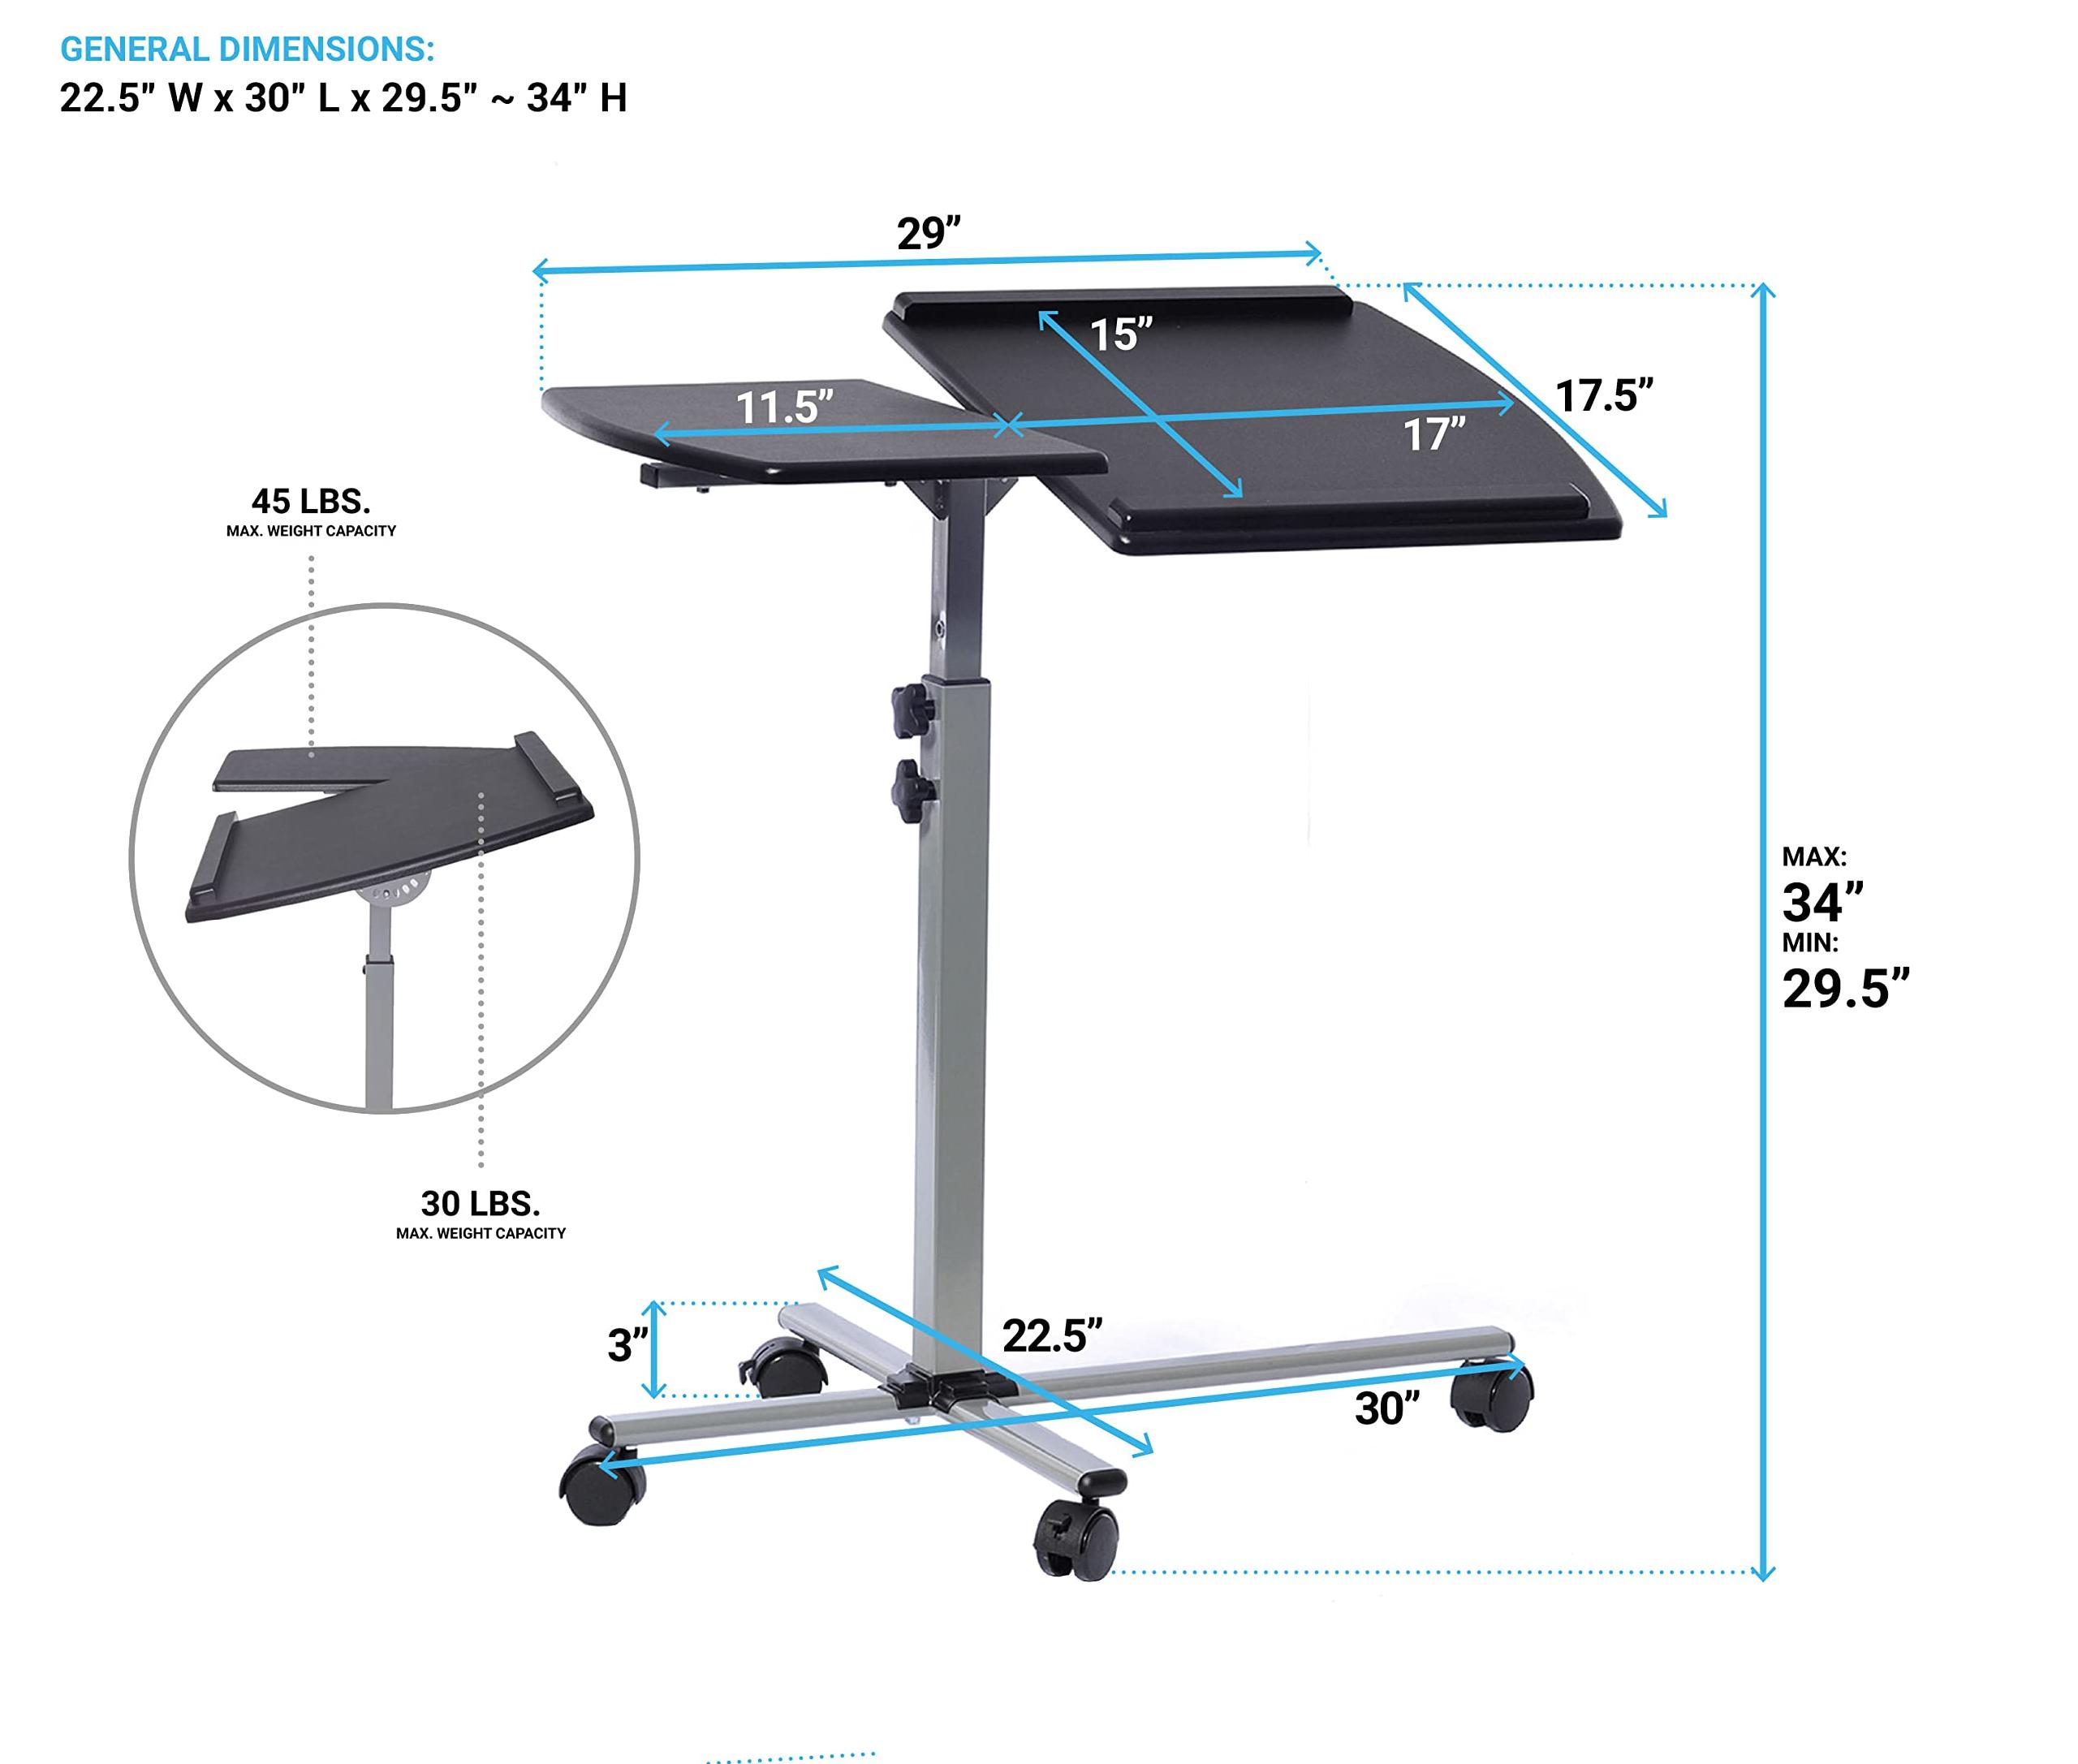 GENERAL DIMENSIONS:
22.5” W x 30” L x 29.5” ~ 34” H
29”
15”
11.5”
17.5”
17”
45 LBS.
MAX. WEIGHT CAPACITY
MAX:
34”
MIN:
29.5”
30 LBS.
MAX. WEIGHT CAPACITY
3”
22.5”
30”